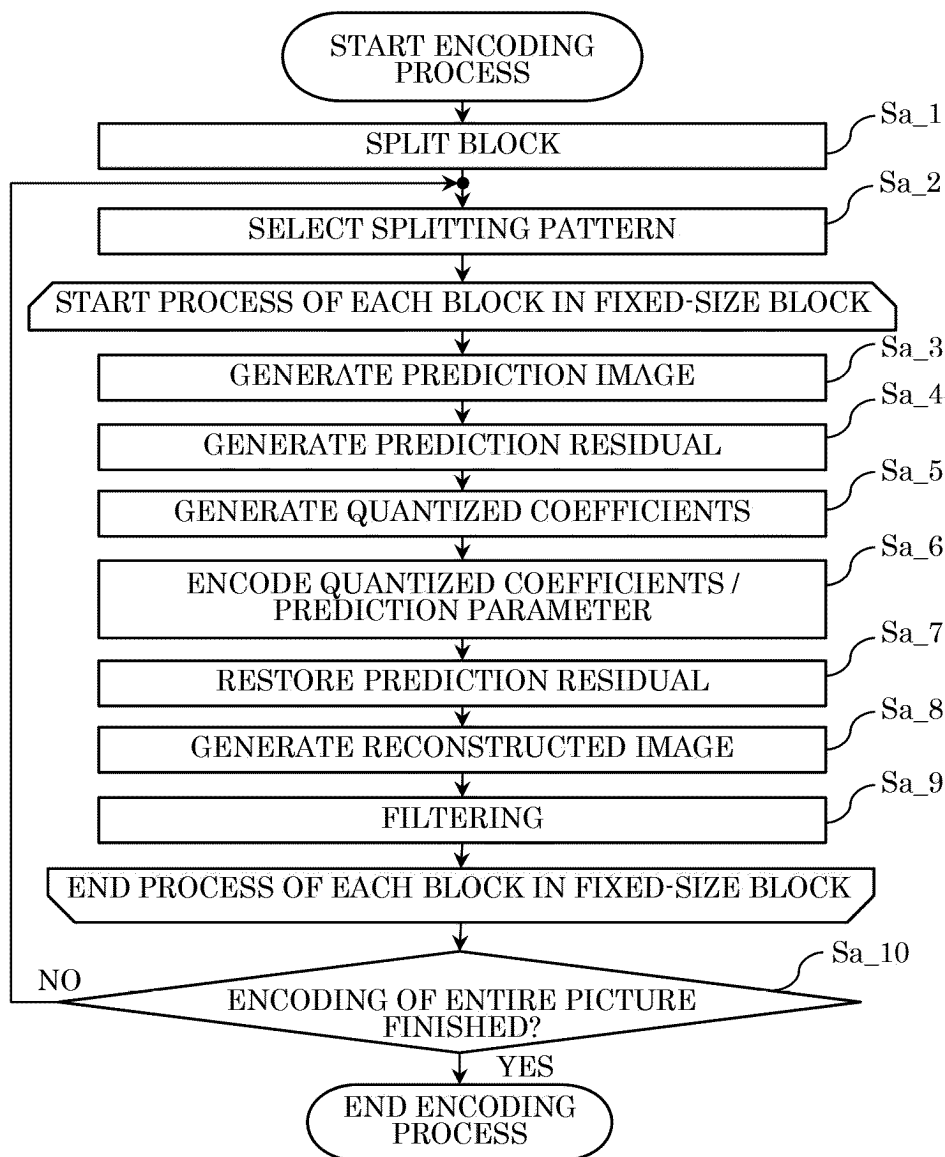 START ENCODING
PROCESS
Sa_1
SPLIT BLOCK
Sa_2
SELECT SPLITTING PATTERN
START PROCESS OF EACH BLOCK IN FIXED-SIZE BLOCK
Sa_3
GENERATE PREDICTION IMAGE
Sa_4
GENERATE PREDICTION RESIDUAL
Sa_5
GENERATE QUANTIZED COEFFICIENTS
Sa_6
ENCODE QUANTIZED COEFFICIENTS /
PREDICTION PARAMETER
Sa_7
RESTORE PREDICTION RESIDUAL
Sa_8
GENERATE RECONSTRUCTED IMAGE
Sa_9
FILTERING
END PROCESS OF EACH BLOCK IN FIXED-SIZE BLOCK
Sa_10
NO
ENCODING OF ENTIRE PICTURE
FINISHED?
YES
END ENCODING
PROCESS